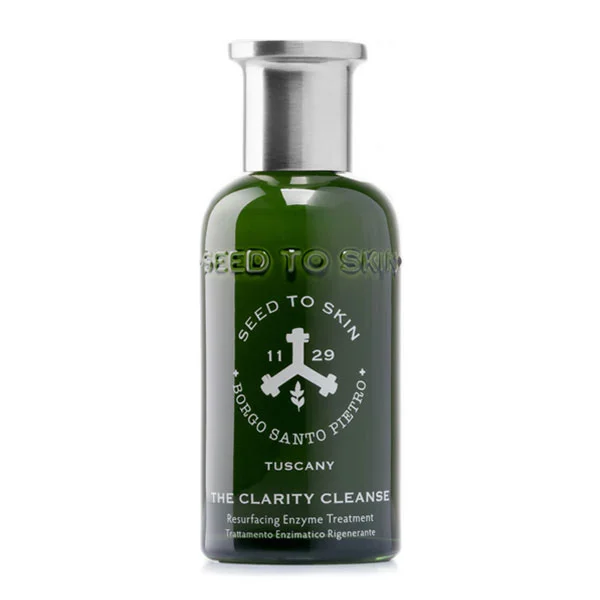 SEED TO SKIN
SEED TO SKIN
11 29
BORGO SANTO PIETRO
TUSCANY
THE CLARITY CLEANSE
Resurfacing Enzyme Treatment
Trattamento Enzimatico Rigenerante